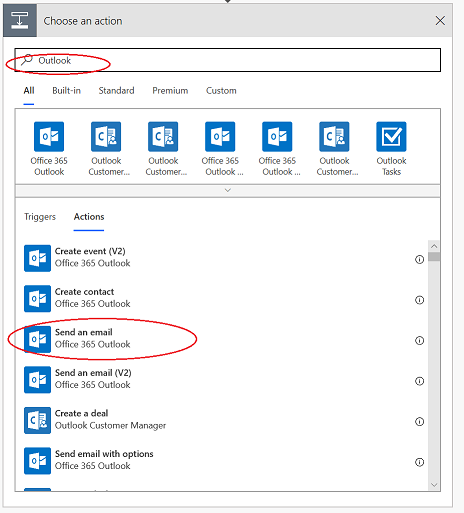 Choose an action
Outlook
All Built-in Standard Premium Custom
Office 365 Outlook Outlook Office 365 Office 365 Outlook Outlook
Outlook Customer... Customer... Outlook ... Outlook ... Customer... Tasks
Triggers Actions
Create event (V2)
Office 365 Outlook
Create contact
Office 365 Outlook
Send an email
Office 365 Outlook
Send an email (V2)
Office 365 Outlook
Create a deal
Outlook Customer Manager
Send email with options
Office 365 Outlook